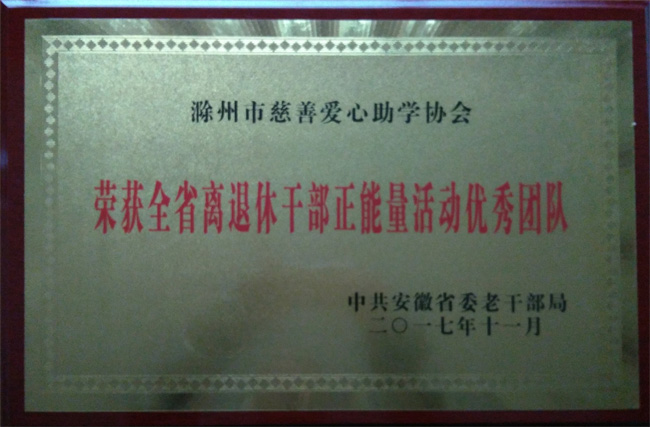 滁州市慈善爱心助学协会
荣获全省离退休干部正能量活动优秀团队
中共安徽省委老干部局
二〇一七年十一月